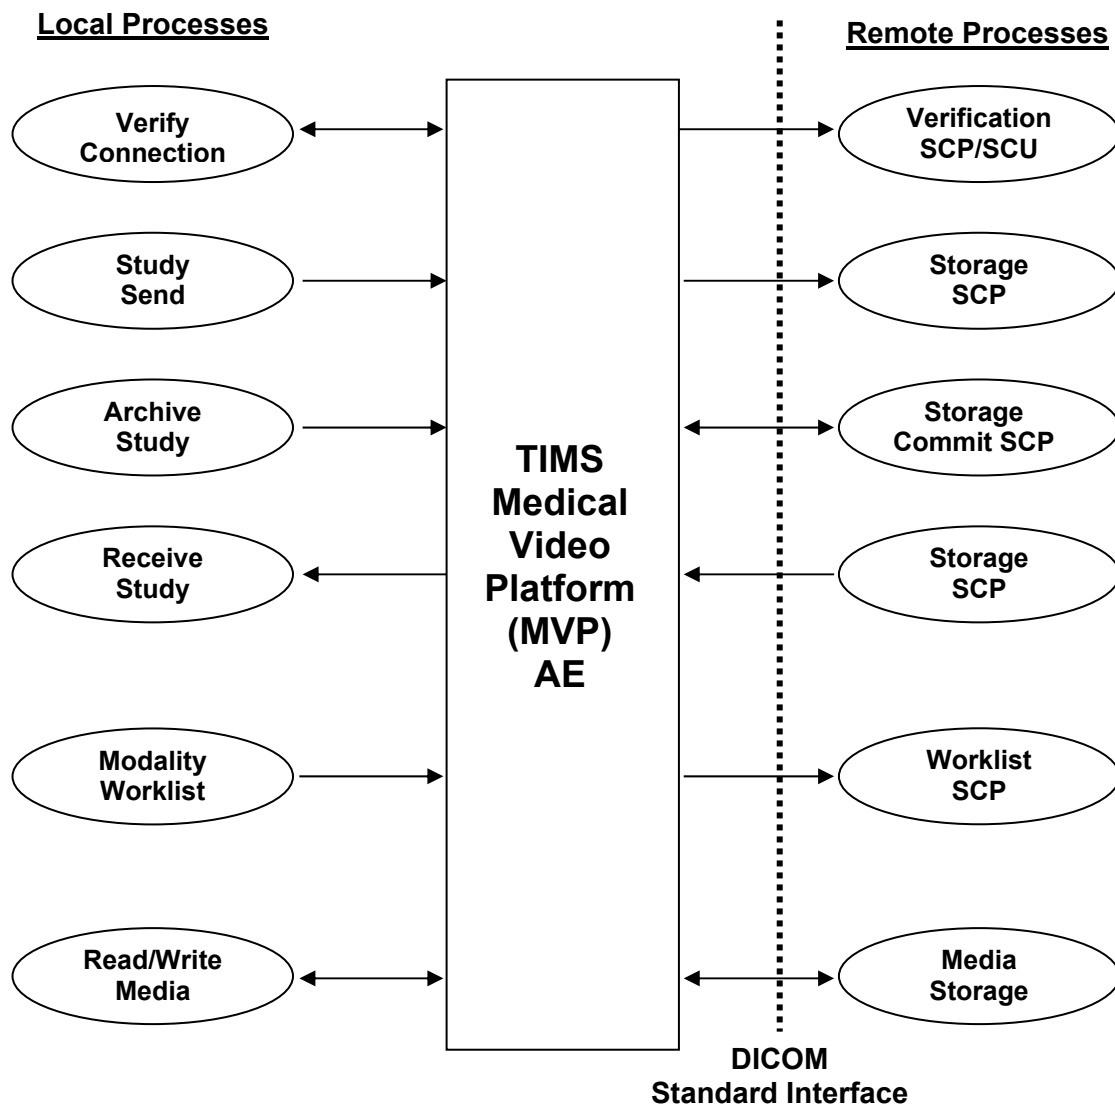 Local Processes
Remote Processes
Verify
Connection
Verification
SCP/SCU
Study
Send
Storage
SCP
Archive
Study
Storage
Commit SCP
TIMS
Medical
Video
Platform
(MVP)
AE
Receive
Study
Storage
SCP
Modality
Worklist
Worklist
SCP
Read/Write
Media
Media
Storage
DICOM
Standard Interface